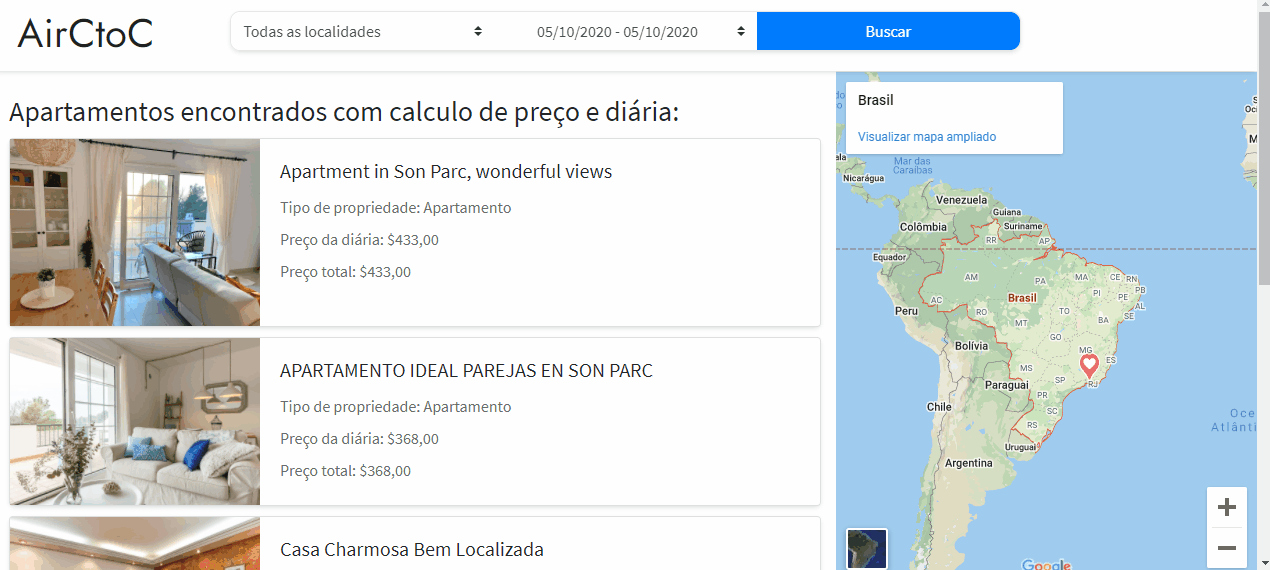 AirCtoC
Todas as localidades
05/10/2020 - 05/10/2020
Buscar
Apartamentos encontrados com calculo de preço e diária:
Apartment in Son Parc, wonderful views
Tipo de propriedade: Apartamento
Preço da diária: $433,00
Preço total: $433,00
APARTAMENTO IDEAL PAREJAS EN SON PARC
Tipo de propriedade: Apartamento
Preço da diária: $368,00
Preço total: $368,00
Casa Charmosa Bem Localizada
Brasil
Visualizar mapa ampliado
Mar das
Caraíbas
Nicarágua
Venezuela
Guiana
Suriname
Colômbia
RR
AP
Equador
AM
PA
MA
CE
RN
PB
PI
PE
AL
SE
AC
Brasil
TO
Peru
RO
MT
BA
GO
Bolívia
MG
ES
MS
SP
RJ
Paraguai
PR
Chile
SC
RS
Oce
Atlânti
Uruguai
Argentina
Google